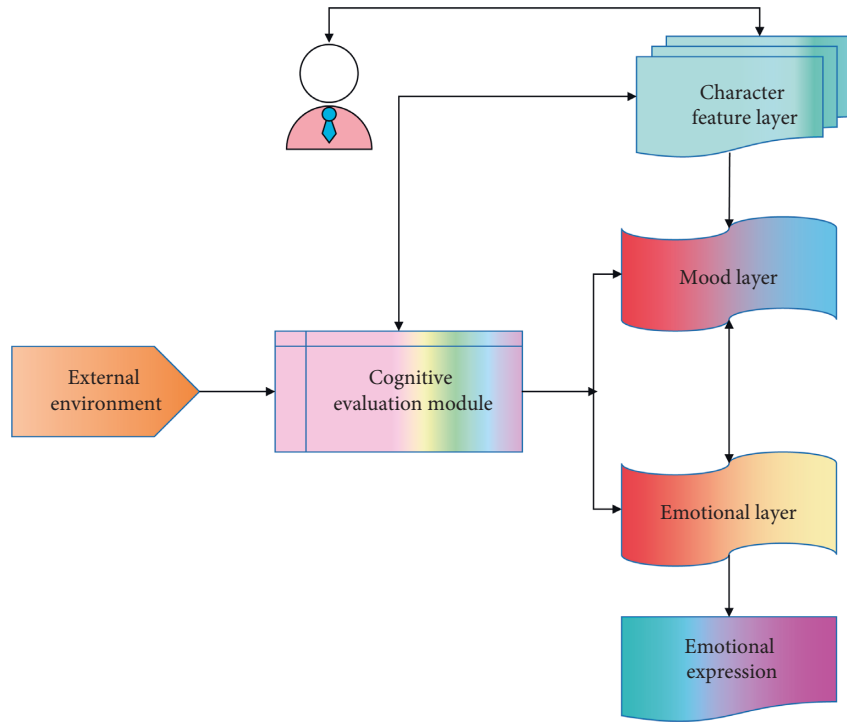 Character
feature layer
Mood layer
External
environment
Cognitive
evaluation module
Emotional layer
Emotional
expression